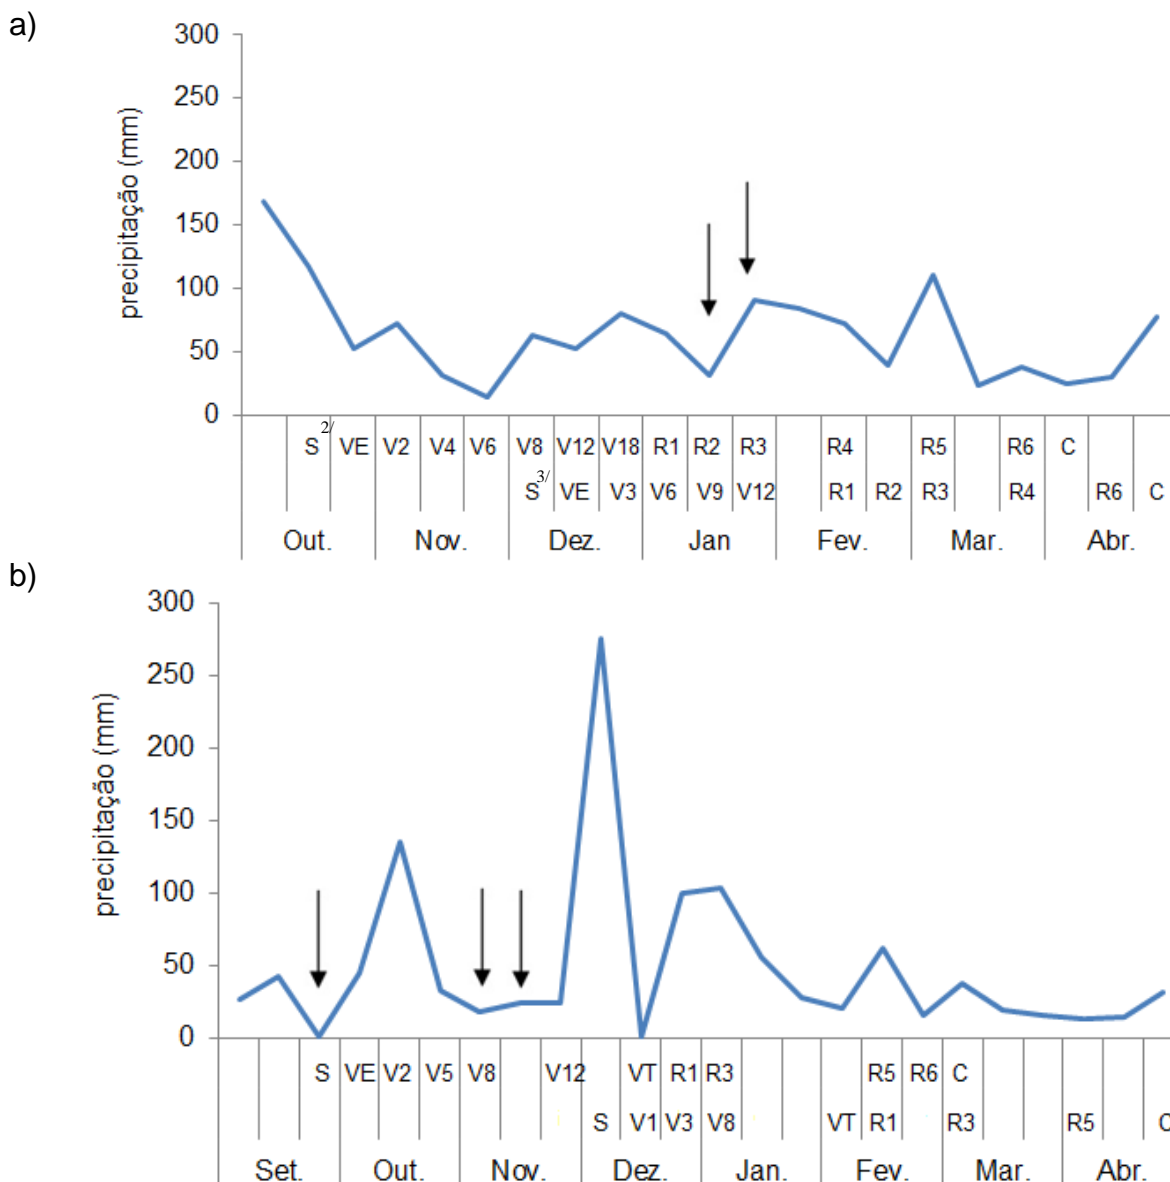 a)
precipitação (mm)
300
250
200
150
100
50
0
S 2/ VE V2 V4 V6 V8 V12 V18 R1 R2 R3 R4 R5 R6 C
S 3/ VE V3 V6 V9 V12 R1 R2 R3 R4 R6 C
Out. Nov. Dez. Jan Fev. Mar. Abr.
b)
precipitação (mm)
300
250
200
150
100
50
0
S VE V2 V5 V8 V12 VT R1 R3 R5 R6 C
S V1 V3 V8 VT R1 R3 R5 C
Set. Out. Nov. Dez. Jan. Fev. Mar. Abr.